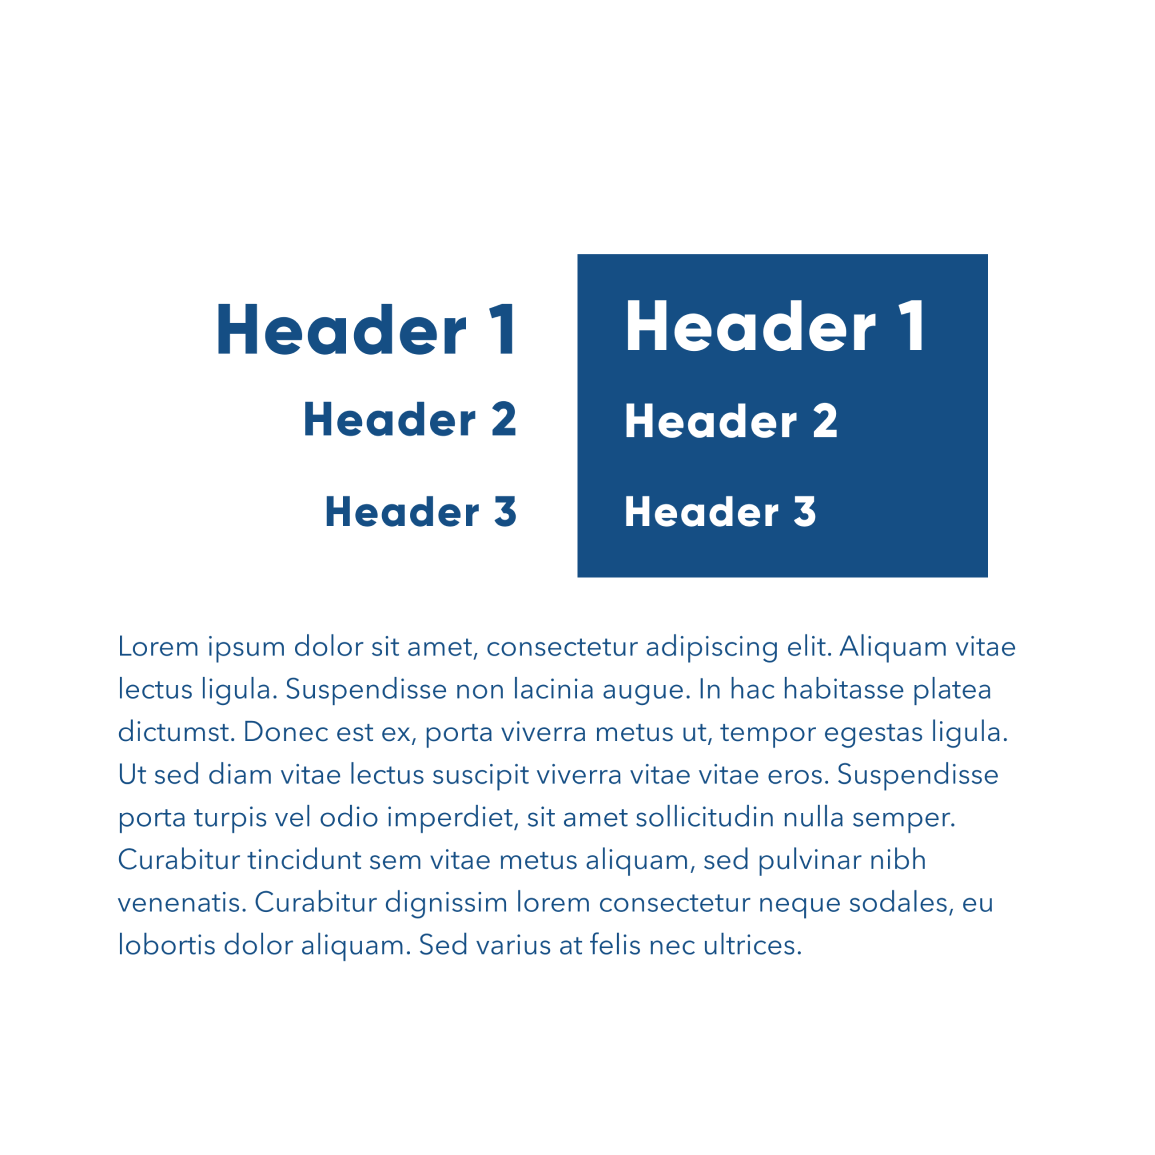 Header 1
Header 2
Header 3
Header 1
Header 2
Header 3
Lorem ipsum dolor sit amet, consectetur adipiscing elit. Aliquam vitae
lectus ligula. Suspendisse non lacinia augue. In hac habitasse platea
dictumst. Donec est ex, porta viverra metus ut, tempor egestas ligula.
Ut sed diam vitae lectus suscipit viverra vitae vitae eros. Suspendisse
porta turpis vel odio imperdiet, sit amet sollicitudin nulla semper.
Curabitur tincidunt sem vitae metus aliquam, sed pulvinar nibh
venenatis. Curabitur dignissim lorem consectetur neque sodales, eu
lobortis dolor aliquam. Sed varius at felis nec ultrices.